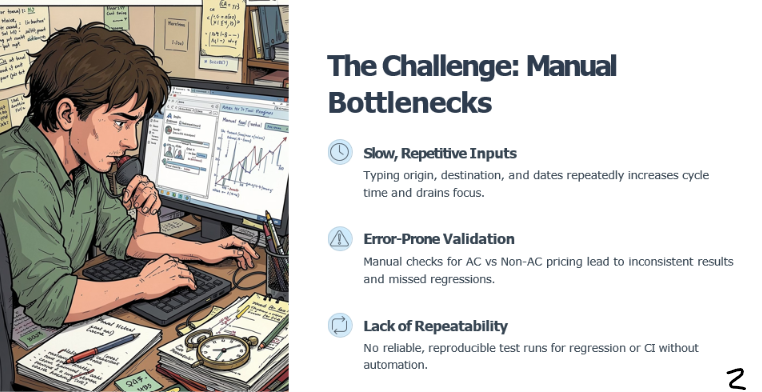 The Challenge: Manual
Bottlenecks
Slow, Repetitive Inputs
Typing origin, destination, and dates repeatedly increases cycle
time and drains focus.
Error-Prone Validation
Manual checks for AC vs Non-AC pricing lead to inconsistent results
and missed regressions.
Lack of Repeatability
No reliable, reproducible test runs for regression or CI without
automation.
2